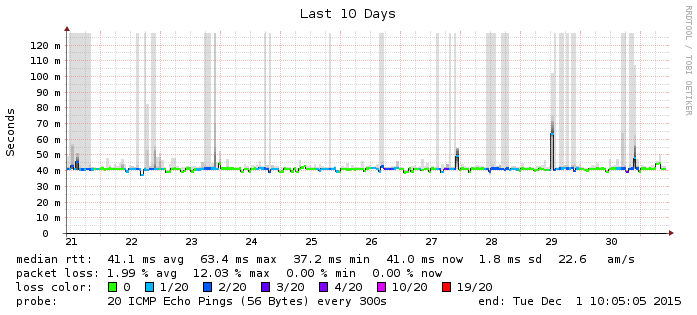 Last 10 Days
RRDTOOL / TOBI OETIKER
Seconds
120 m
110 m
100 m
90 m
80 m
70 m
60 m
50 m
40 m
30 m
20 m
10 m
0
21 22 23 24 25 26 27 28 29 30
median rtt: 41.1 ms avg 63.4 ms max 37.2 ms min 41.0 ms now 1.8 ms sd 22.6 am/s
packet loss: 1.99 % avg 12.03 % max 0.00 % min 0.00 % now
loss color: 0 1/20 2/20 3/20 4/20 10/20 19/20
probe: 20 ICMP Echo Pings (56 Bytes) every 300s end: Tue Dec 1 10:05:05 2015